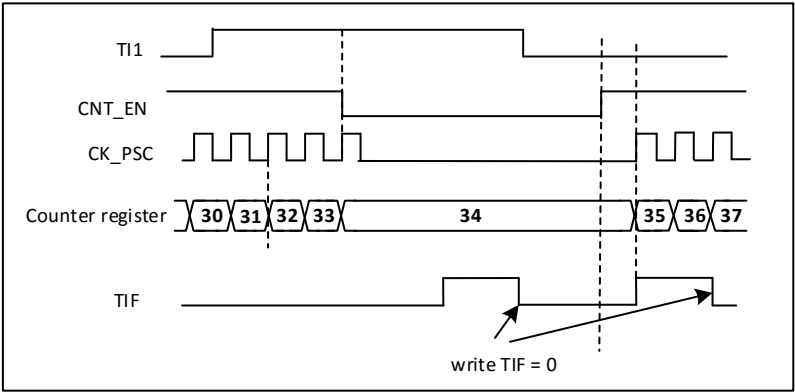 TI1
CNT_EN
CK_PSC
Counter register 30 31 32 33 34 35 36 37
TIF
write TIF = 0